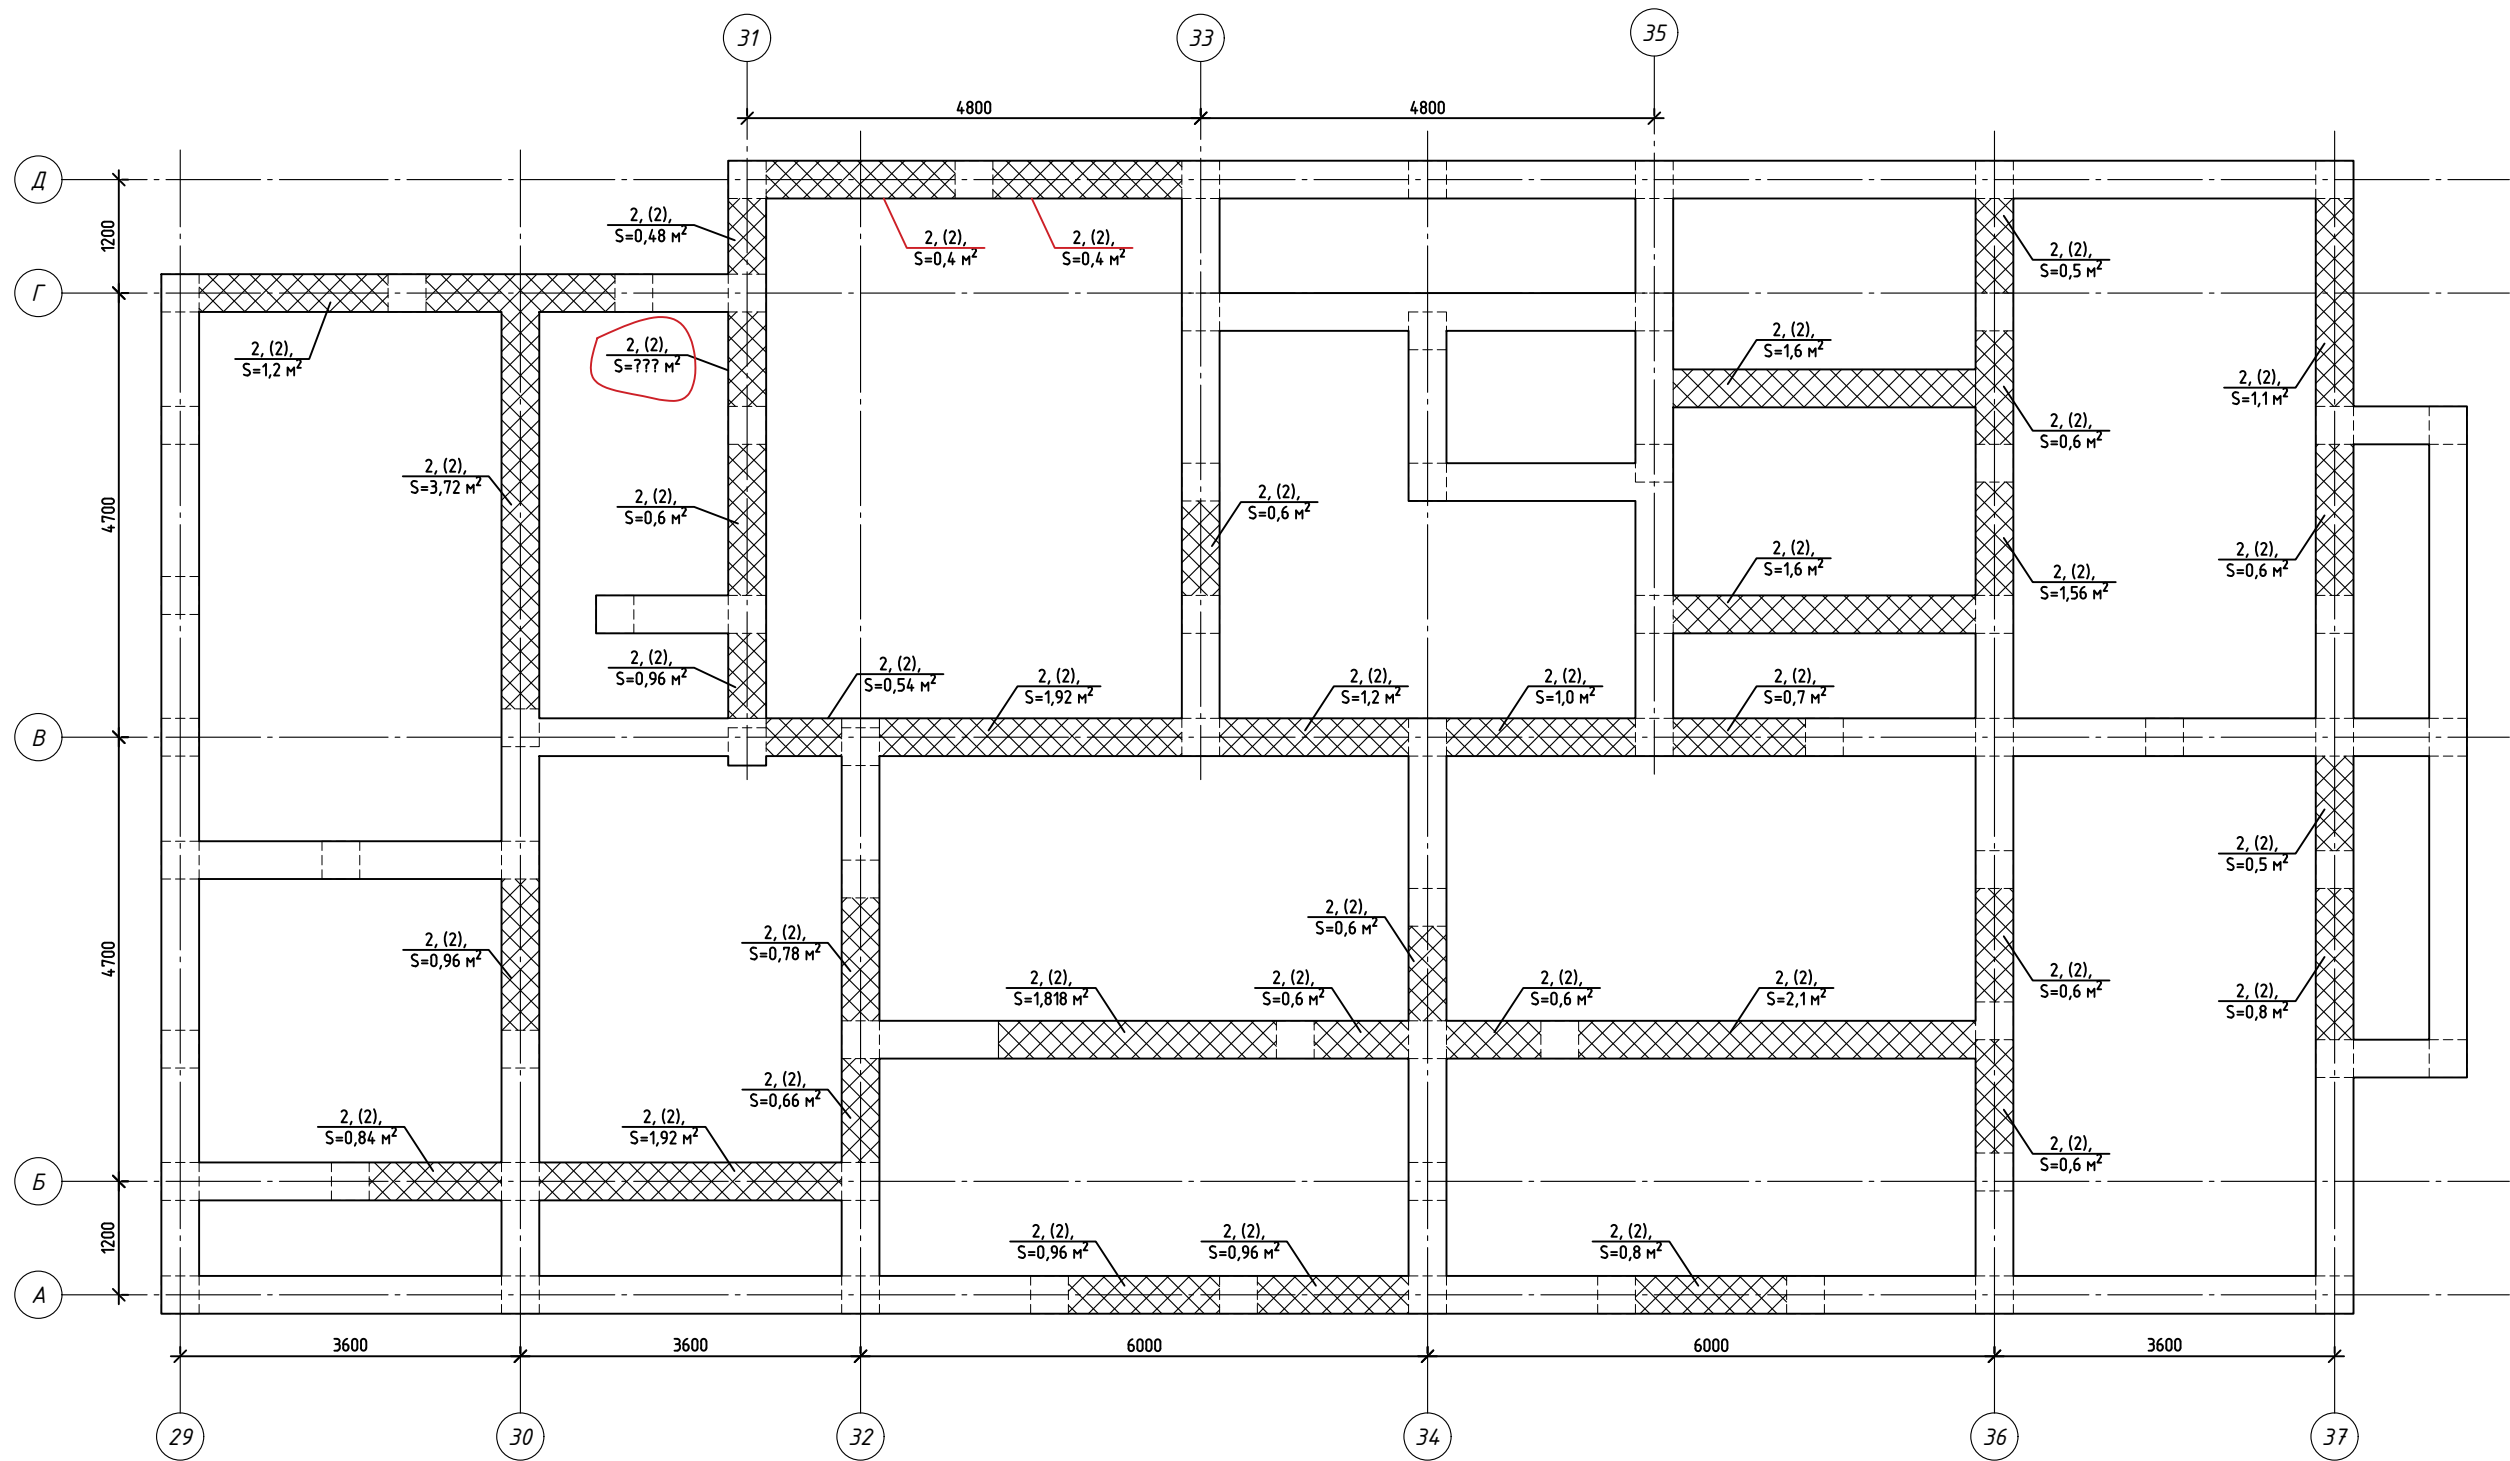 31
33
35
4800
4800
Д
1200
Г
4700
В
4700
Б
1200
А
2, (2),
S=0,48 м²
2, (2),
S=0,4 м²
2, (2),
S=0,4 м²
2, (2),
S=0,5 м²
2, (2),
S=1,2 м²
2, (2),
S=??? м²
2, (2),
S=1,6 м²
2, (2),
S=1,1 м²
2, (2),
S=0,6 м²
2, (2),
S=3,72 м²
2, (2),
S=0,6 м²
2, (2),
S=0,6 м²
2, (2),
S=1,6 м²
2, (2),
S=0,6 м²
2, (2),
S=1,56 м²
2, (2),
S=0,96 м²
2, (2),
S=0,54 м²
2, (2),
S=1,92 м²
2, (2),
S=1,2 м²
2, (2),
S=1,0 м²
2, (2),
S=0,7 м²
2, (2),
S=0,5 м²
2, (2),
S=0,96 м²
2, (2),
S=0,78 м²
2, (2),
S=0,6 м²
2, (2),
S=1,818 м²
2, (2),
S=0,6 м²
2, (2),
S=0,6 м²
2, (2),
S=2,1 м²
2, (2),
S=0,6 м²
2, (2),
S=0,8 м²
2, (2),
S=0,66 м²
2, (2),
S=0,84 м²
2, (2),
S=1,92 м²
2, (2),
S=0,6 м²
2, (2),
S=0,96 м²
2, (2),
S=0,96 м²
2, (2),
S=0,8 м²
3600
3600
6000
6000
3600
29
30
32
34
36
37